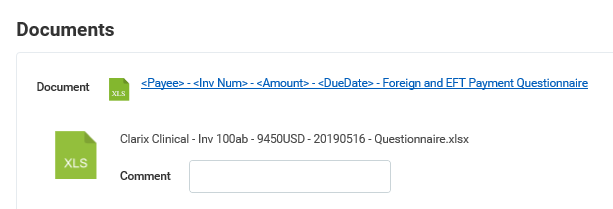 Documents
Document XLS <Payee> - <Inv Num> - <Amount> - <DueDate> - Foreign and EFT Payment Questionnaire
XLS Clarix Clinical - Inv 100ab - 9450USD - 20190516 - Questionnaire.xlsx
Comment